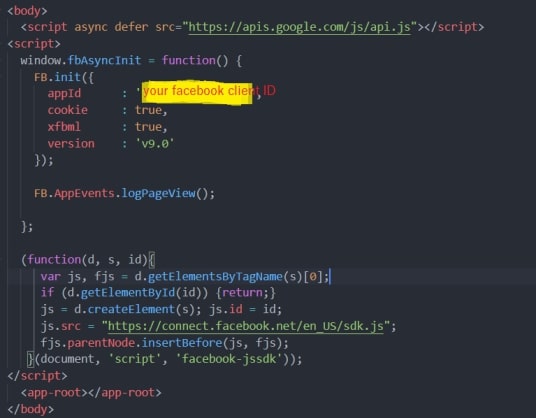 <body>
<script async defer src="https://apis.google.com/js/api.js"></script>
<script>
window.fbAsyncInit = function() {
FB.init({
appId : 'your facebook client ID',
cookie : true,
xfbml : true,
version : 'v9.0'
});
FB.AppEvents.logPageView();
};
(function(d, s, id){
var js, fjs = d.getElementsByTagName(s)[0];
if (d.getElementById(id)) {return;}
js = d.createElement(s); js.id = id;
js.src = "https://connect.facebook.net/en_US/sdk.js";
fjs.parentNode.insertBefore(js, fjs);
}(document, 'script', 'facebook-jssdk'));
</script>
<app-root></app-root>
</body>